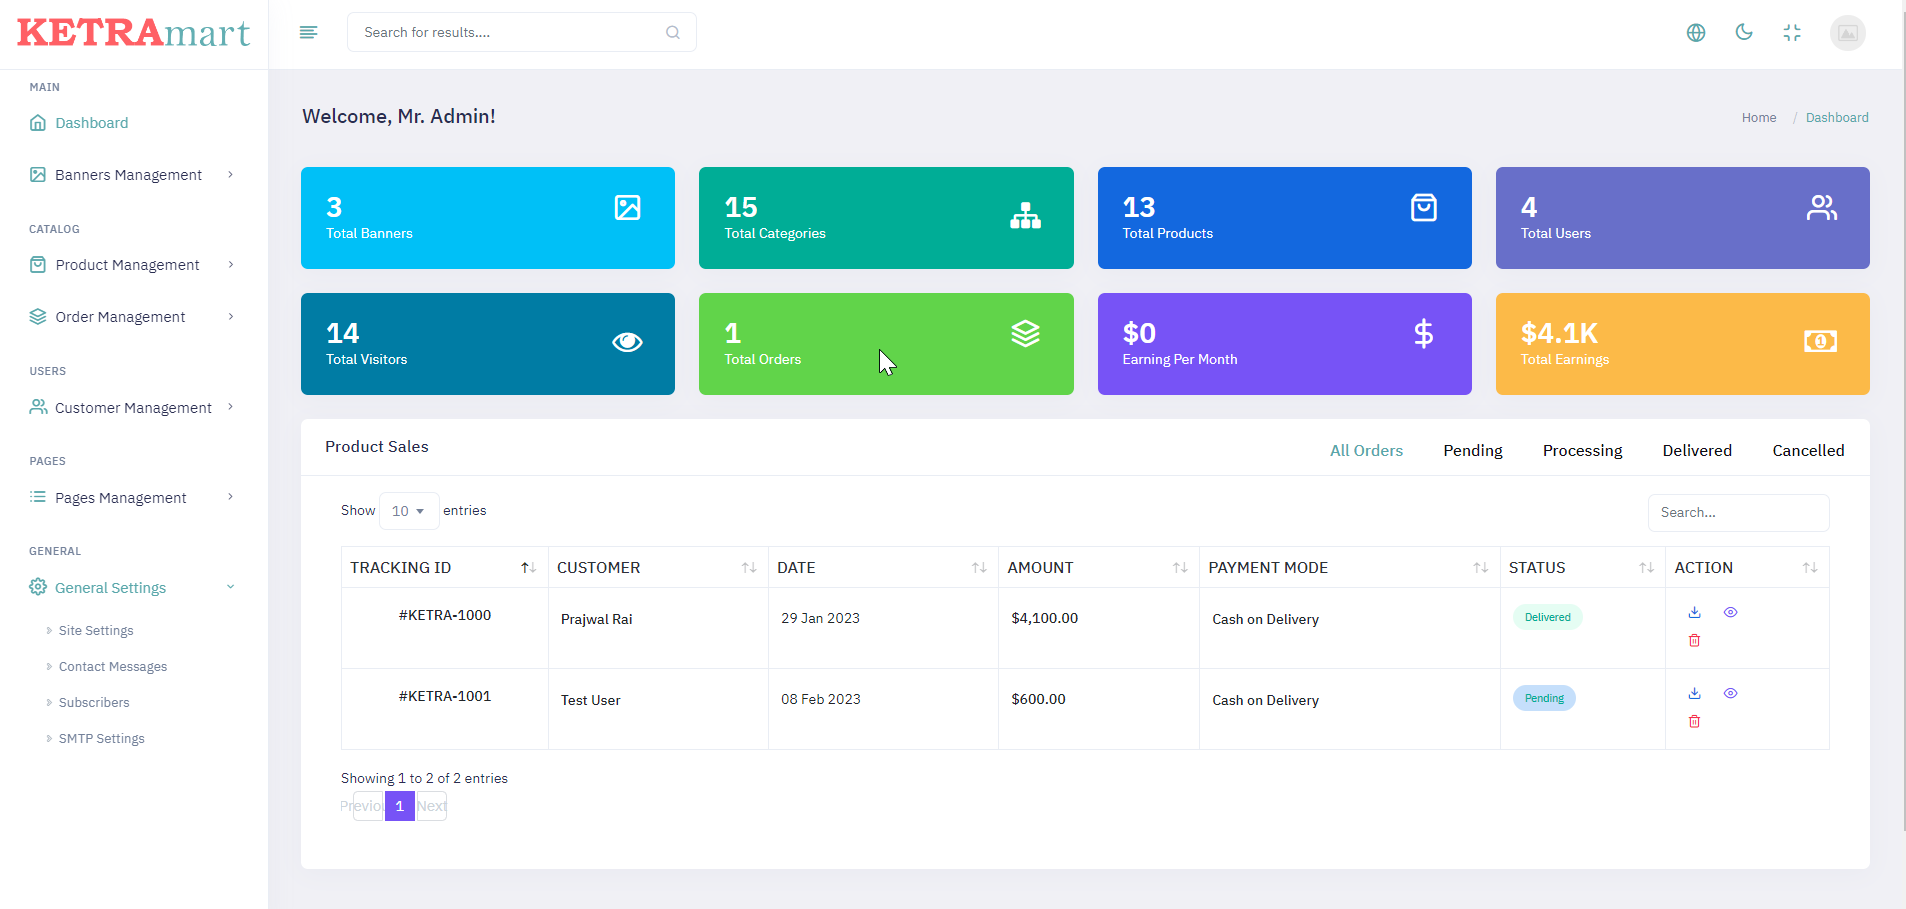 KETRAmart
Search for results....
MAIN
Dashboard
Banners Management
CATALOG
Product Management
Order Management
USERS
Customer Management
PAGES
Pages Management
GENERAL
General Settings
Site Settings
Contact Messages
Subscribers
SMTP Settings
Welcome, Mr. Admin!
Home / Dashboard
3
Total Banners
15
Total Categories
13
Total Products
4
Total Users
14
Total Visitors
1
Total Orders
$0
Earning Per Month
$4.1K
Total Earnings
Product Sales
All Orders Pending Processing Delivered Cancelled
Show 10 entries
Search...
TRACKING ID CUSTOMER DATE AMOUNT PAYMENT MODE STATUS ACTION
#KETRA-1000 Prajwal Rai 29 Jan 2023 $4,100.00 Cash on Delivery Delivered
#KETRA-1001 Test User 08 Feb 2023 $600.00 Cash on Delivery Pending
Showing 1 to 2 of 2 entries
Previou 1 Next